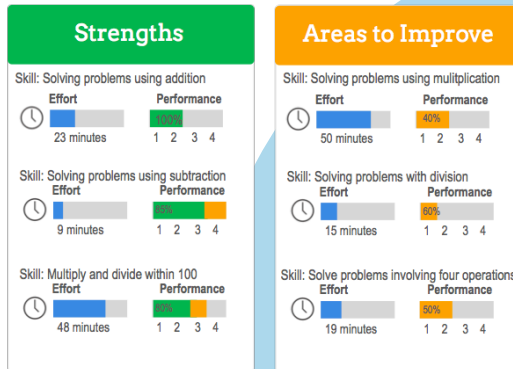 Strengths
Skill: Solving problems using addition
Effort Performance
100%
23 minutes 1 2 3 4
Skill: Solving problems using subtraction
Effort Performance
65%
9 minutes 1 2 3 4
Skill: Multiply and divide within 100
Effort Performance
80%
48 minutes 1 2 3 4
Areas to Improve
Skill: Solving problems using mulitplication
Effort Performance
40%
50 minutes 1 2 3 4
Skill: Solving problems with division
Effort Performance
60%
15 minutes 1 2 3 4
Skill: Solve problems involving four operations
Effort Performance
50%
19 minutes 1 2 3 4